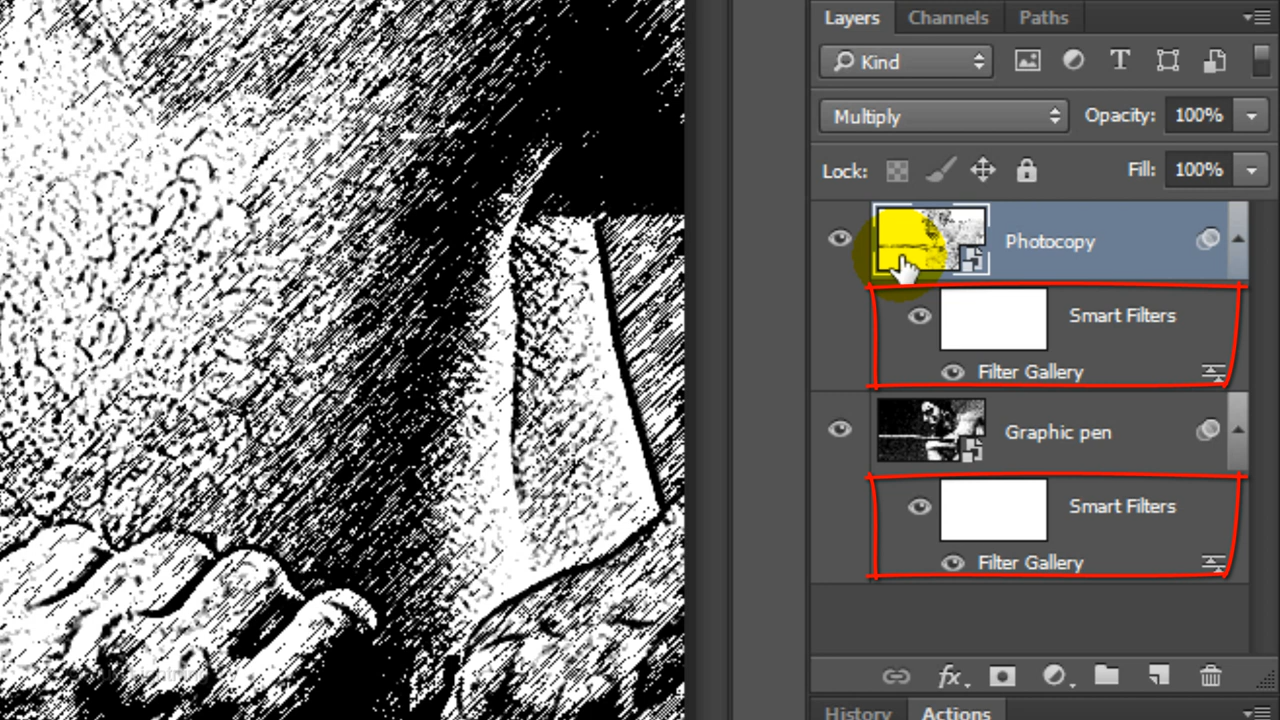 Layers Channels Paths
Kind T
Multiply Opacity: 100%
Lock: Fill: 100%
Photocopy
Smart Filters
Filter Gallery
Graphic pen
Smart Filters
Filter Gallery
fx
History Actions